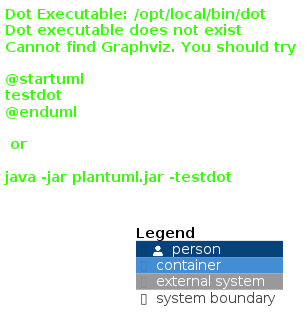 Dot Executable: /opt/local/bin/dot
Dot executable does not exist
Cannot find Graphviz. You should try
@startuml
testdot
@enduml
or
java -jar plantuml.jar -testdot
Legend
person
container
external system
system boundary